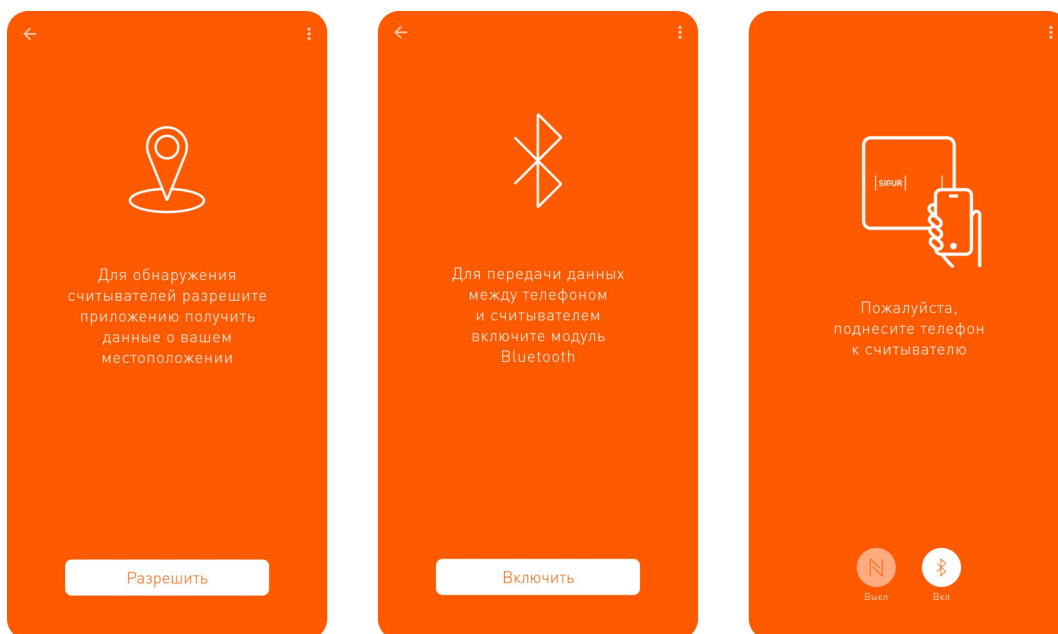 Для обнаружения
считывателей разрешите
приложению получить
данные о вашем
местоположении
Разрешить
Для передачи данных
между телефоном
и считывателем
включите модуль
Bluetooth
Включить
SIGUR
Пожалуйста,
поднесите телефон
к считывателю
Выкл
Вкл